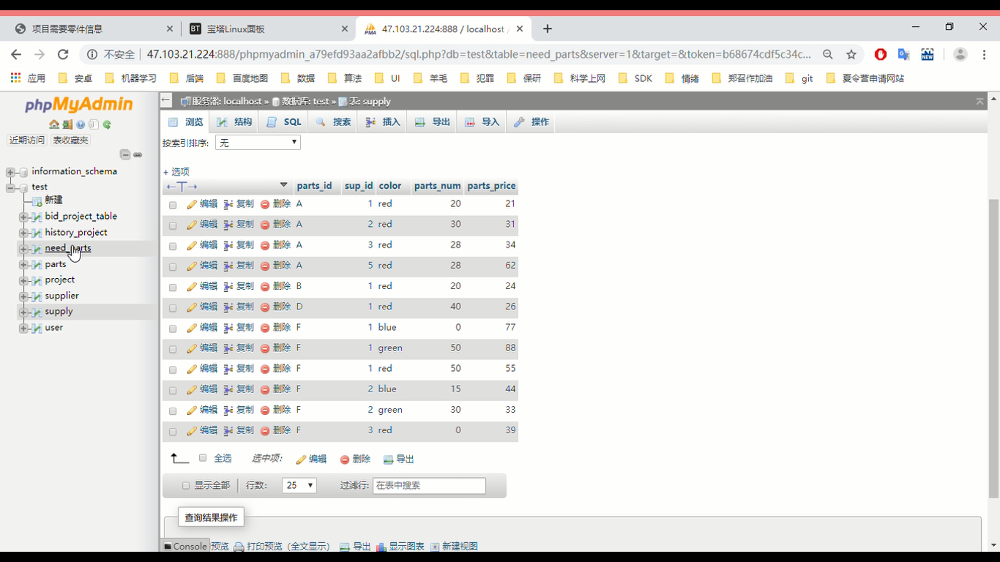 项目需要零件信息
BT 宝塔Linux面板
PMA 47.103.21.224:888 / localhost
不安全 47.103.21.224:888/phpmyadmin_a79efd93aa2afbb2/sql.php?db=test&table=need_parts&server=1&target=&token=b68674cdf5c34c...
NEW
应用 安卓 机器学习 后端 百度地图 数据 算法 UI 羊毛 犯罪 保研 科学上网 SDK 情绪 郑召作加油 git 夏令营申请网站
phpMyAdmin
近期访问 表收藏夹
information_schema
test
新建
bid_project_table
history_project
need_parts
parts
project
supplier
supply
user
服务器: localhost » 数据库: test » 表: supply
浏览 结构 SQL 搜索 插入 导出 导入 操作
按索引排序: 无
+ 选项
←T→ parts_id sup_id color parts_num parts_price
编辑 复制 删除 A 1 red 20 21
编辑 复制 删除 A 2 red 30 31
编辑 复制 删除 A 3 red 28 34
编辑 复制 删除 A 5 red 28 62
编辑 复制 删除 B 1 red 20 24
编辑 复制 删除 D 1 red 40 26
编辑 复制 删除 F 1 blue 0 77
编辑 复制 删除 F 1 green 50 88
编辑 复制 删除 F 1 red 50 55
编辑 复制 删除 F 2 blue 15 44
编辑 复制 删除 F 2 green 30 33
编辑 复制 删除 F 3 red 0 39
全选 选中项: 编辑 删除 导出
显示全部 行数: 25 过滤行: 在表中搜索
查询结果操作
Console 预览 打印预览 (全文显示) 导出 显示图表 新建视图